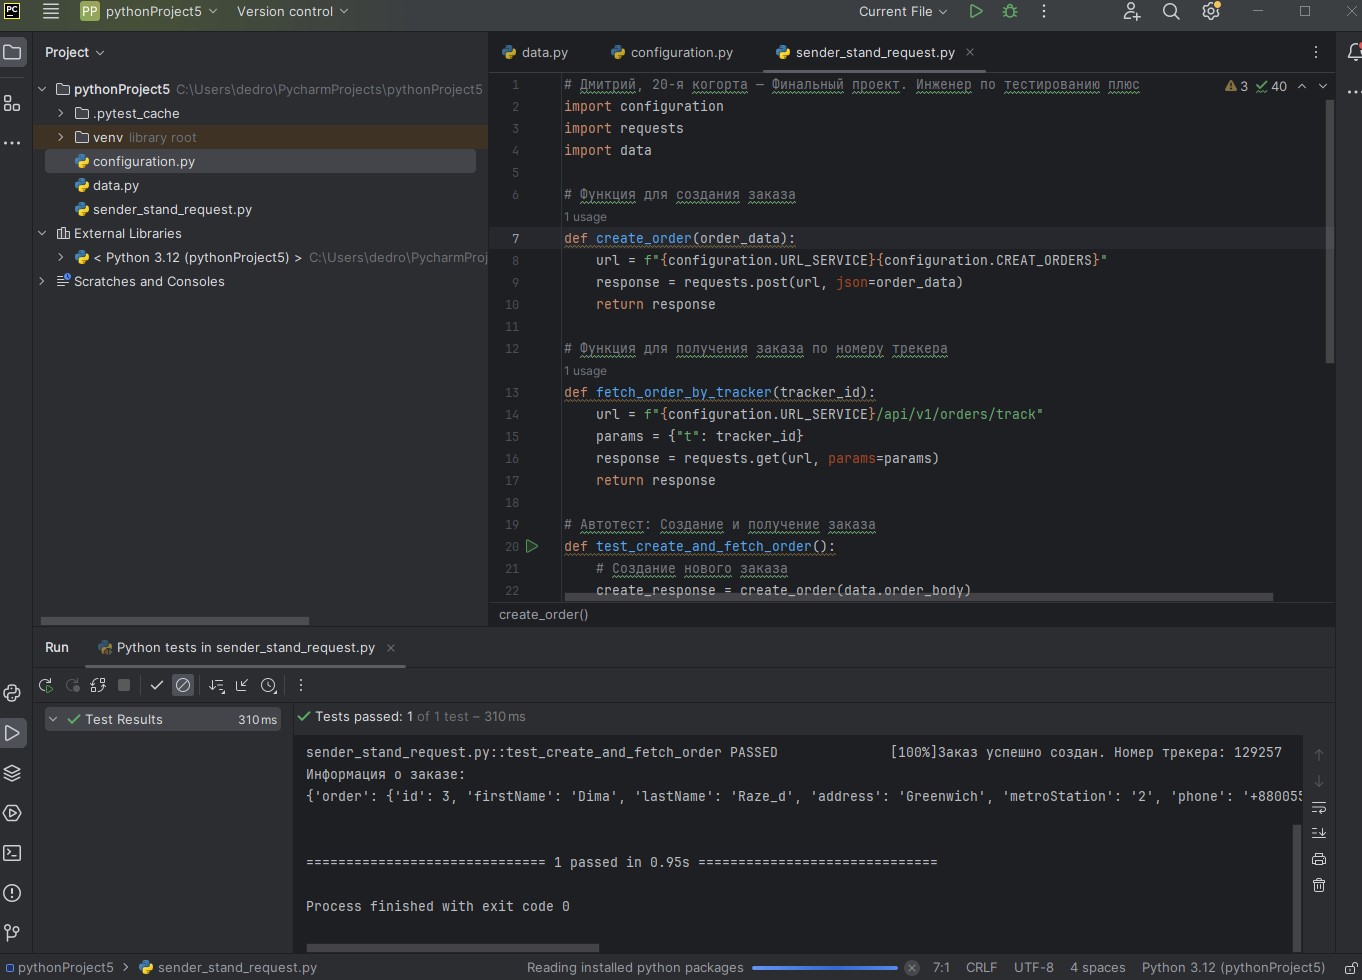 PC
PP pythonProject5 Version control Current File
Project
pythonProject5 C:\Users\dedro\PycharmProjects\pythonProject5
.pytest_cache
venv library root
configuration.py
data.py
sender_stand_request.py
External Libraries
< Python 3.12 (pythonProject5) > C:\Users\dedro\PycharmProj
Scratches and Consoles
data.py configuration.py sender_stand_request.py
3 40
1 # Дмитрий, 20-я когорта — Финальный проект. Инженер по тестированию плюс
2 import configuration
3 import requests
4 import data
5
6 # Функция для создания заказа
1 usage
7 def create_order(order_data):
8 url = f"{configuration.URL_SERVICE}{configuration.CREAT_ORDERS}"
9 response = requests.post(url, json=order_data)
10 return response
11
12 # Функция для получения заказа по номеру трекера
1 usage
13 def fetch_order_by_tracker(tracker_id):
14 url = f"{configuration.URL_SERVICE}/api/v1/orders/track"
15 params = {"t": tracker_id}
16 response = requests.get(url, params=params)
17 return response
18
19 # Автотест: Создание и получение заказа
20 def test_create_and_fetch_order():
21 # Создание нового заказа
22 create_response = create_order(data.order_body)
create_order()
Run Python tests in sender_stand_request.py
Test Results 310 ms
Tests passed: 1 of 1 test – 310 ms
sender_stand_request.py::test_create_and_fetch_order PASSED [100%]Заказ успешно создан. Номер трекера: 129257
Информация о заказе:
{'order': {'id': 3, 'firstName': 'Dima', 'lastName': 'Raze_d', 'address': 'Greenwich', 'metroStation': '2', 'phone': '+880055
============================== 1 passed in 0.95s ==============================
Process finished with exit code 0
pythonProject5 > sender_stand_request.py Reading installed python packages 7:1 CRLF UTF-8 4 spaces Python 3.12 (pythonProject5)